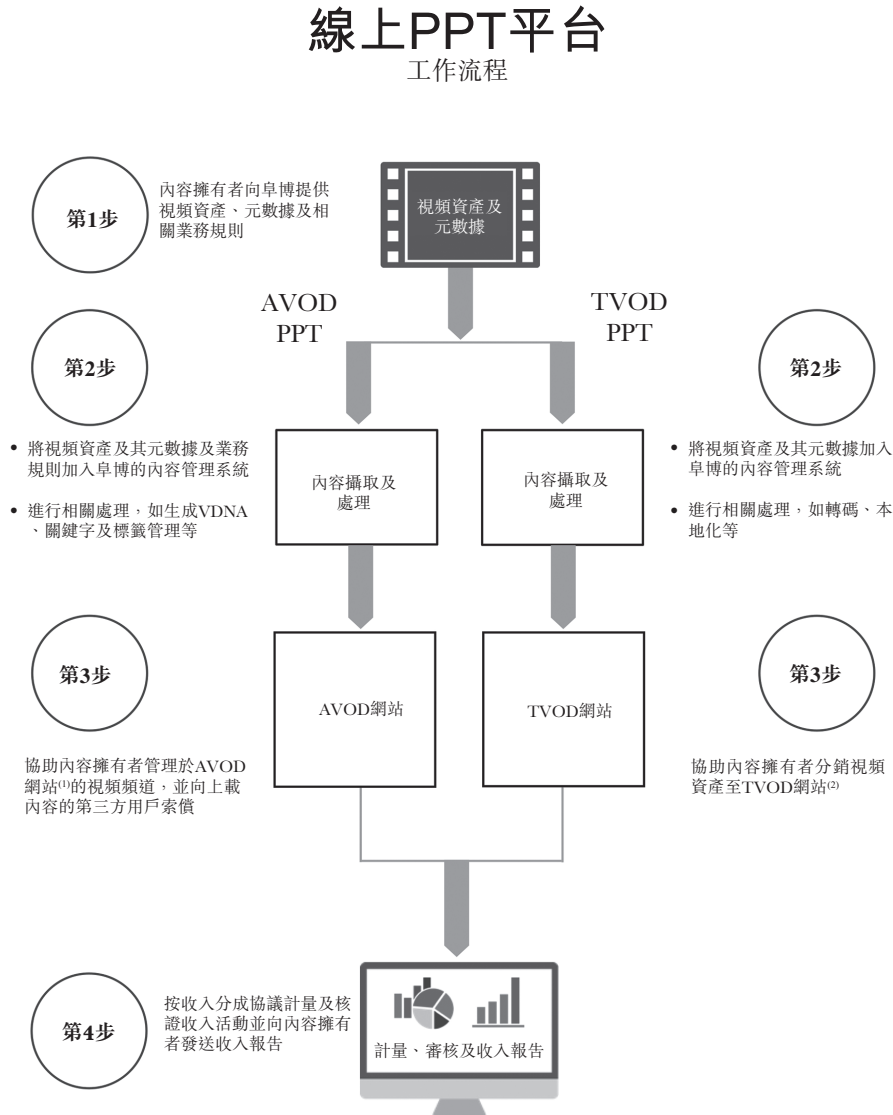 線上PPT平台
工作流程
第1步
內容擁有者向阜博提供
視頻資產、元數據及相
關業務規則
視頻資產及
元數據
AVOD
PPT
TVOD
PPT
第2步
• 將視頻資產及其元數據及業務
規則加入阜博的內容管理系統
• 進行相關處理,如生成VDNA
、關鍵字及標籤管理等
內容攝取及
處理
內容攝取及
處理
第2步
• 將視頻資產及其元數據加入
阜博的內容管理系統
• 進行相關處理,如轉碼、本
地化等
第3步
協助內容擁有者管理於AVOD
網站(1)的視頻頻道,並向上載
內容的第三方用戶索償
AVOD網站
TVOD網站
第3步
協助內容擁有者分銷視頻
資產至TVOD網站(2)
第4步
按收入分成協議計量及核
證收入活動並向內容擁有
者發送收入報告
計量、審核及收入報告